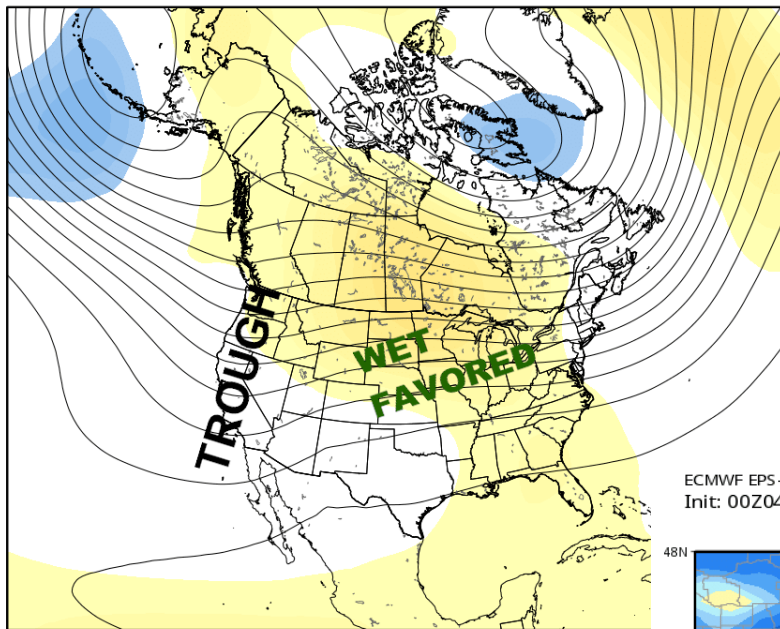 TROUGH
WET
FAVORED
ECMWF EPS-
Init: 00Z04
48N